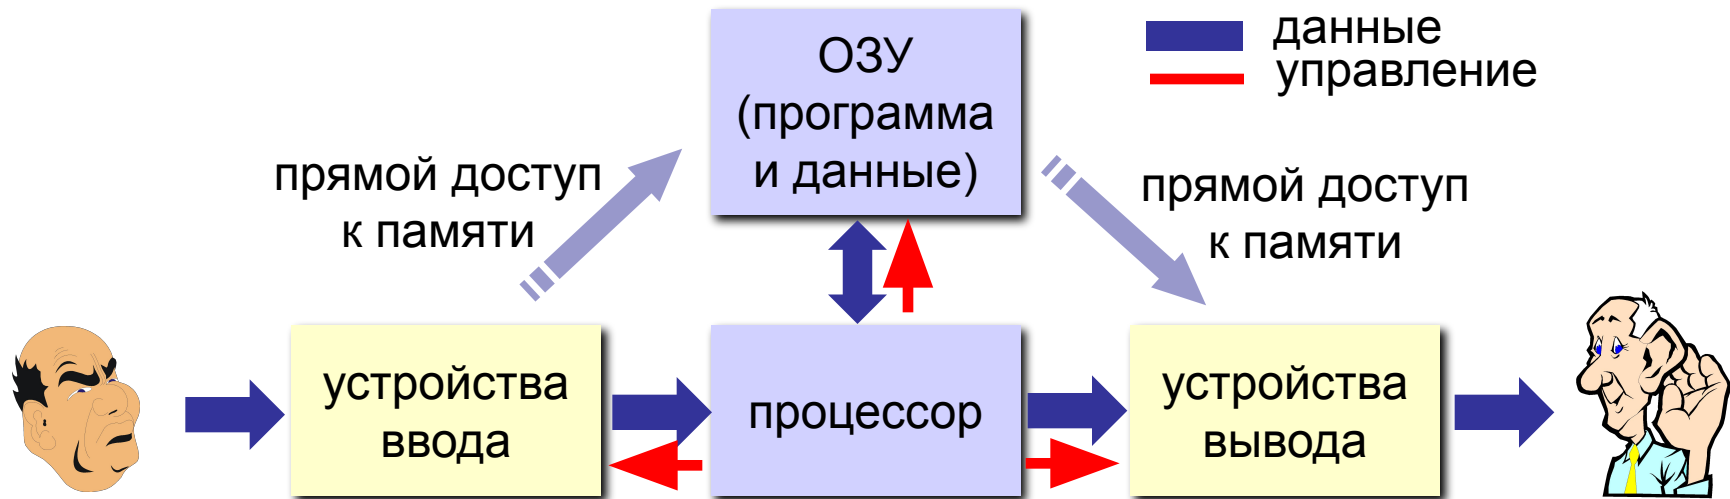 ОЗУ
(программа
и данные)
данные
управление
прямой доступ
к памяти
прямой доступ
к памяти
устройства
ввода
процессор
устройства
вывода